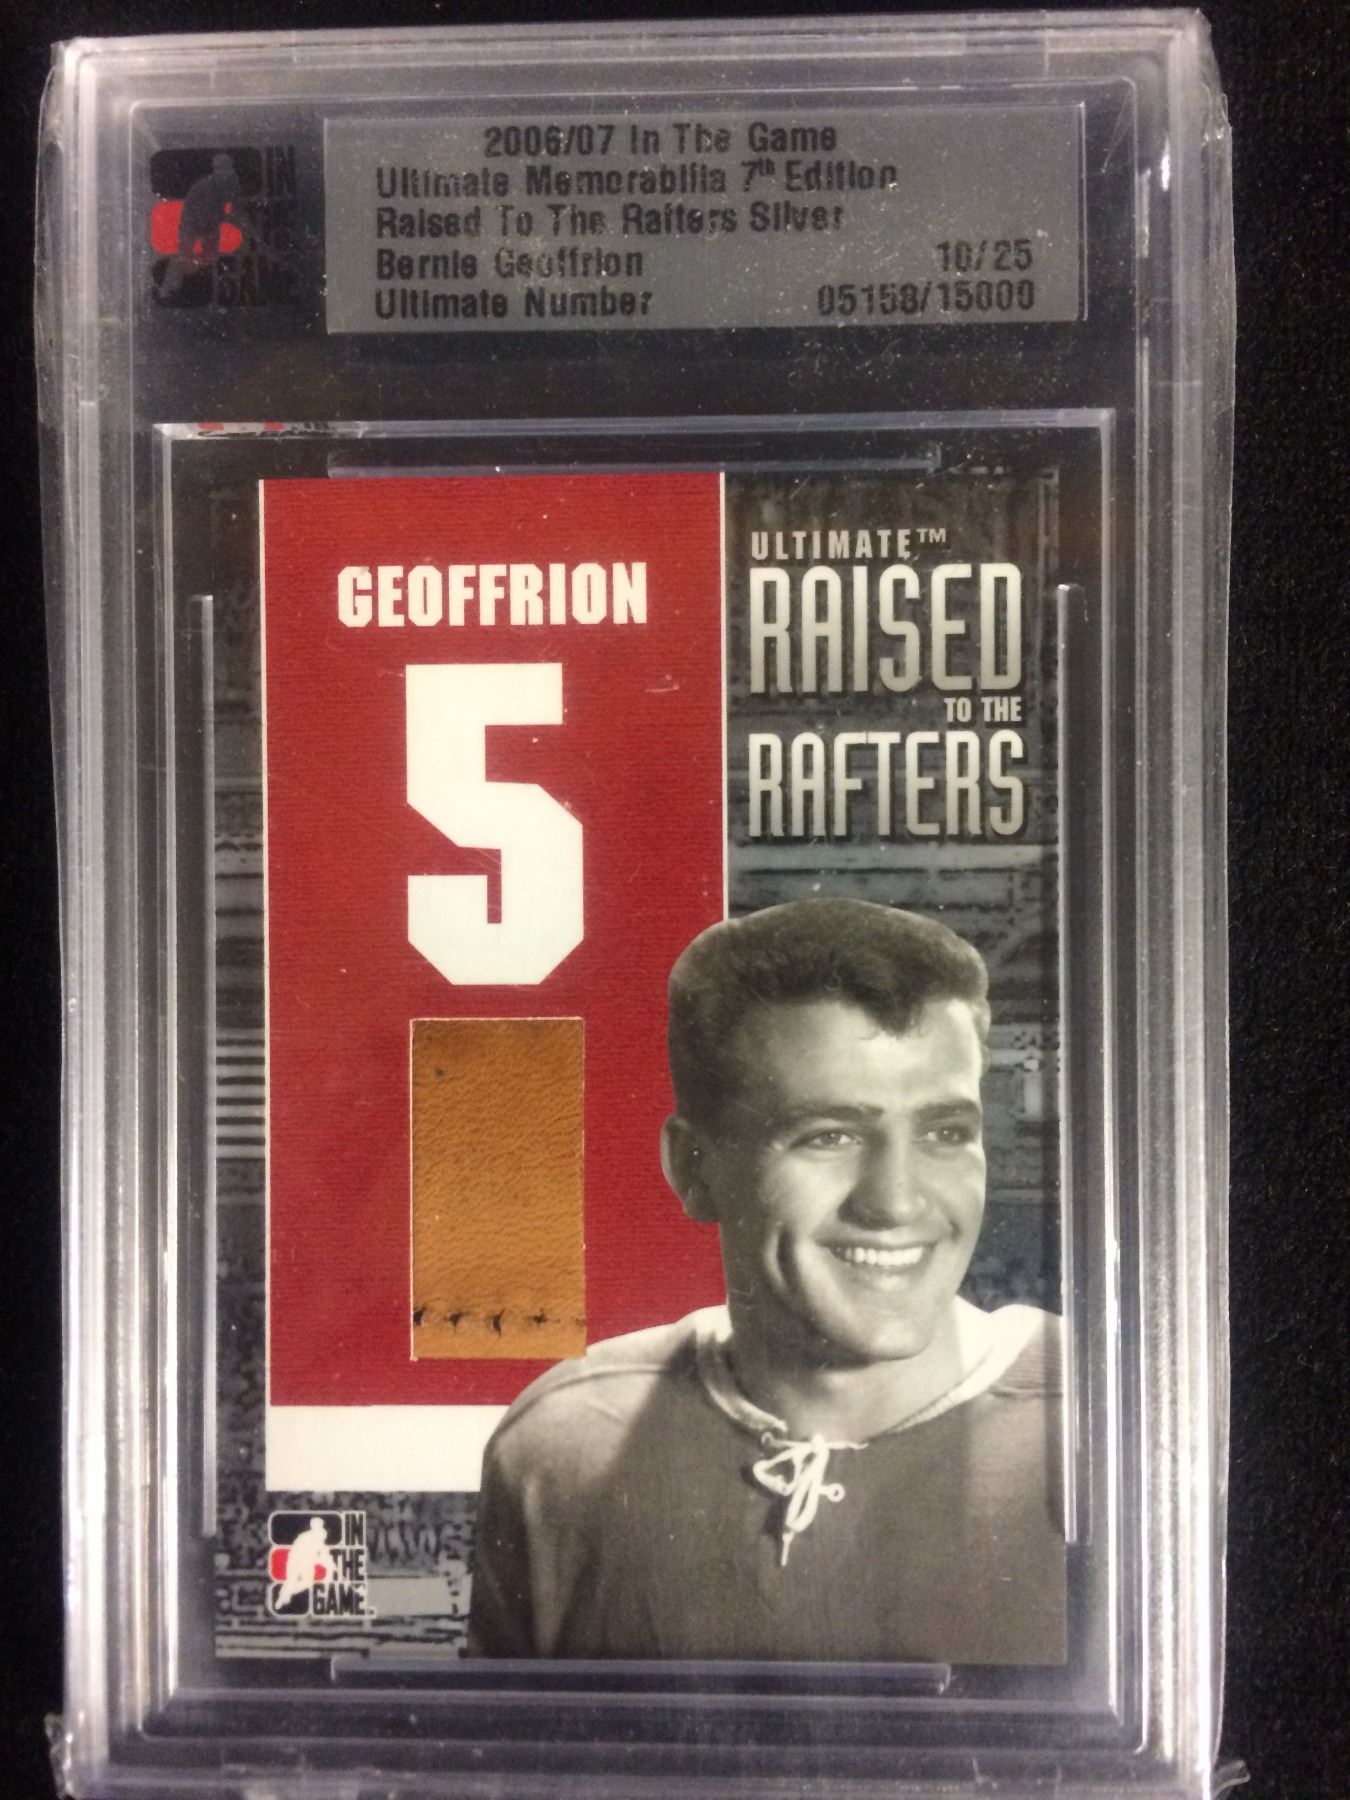 2006/07 In The Game
Ultimate Memorabilia 7th Edition
Raised To The Rafters Silver
Bernie Geoffrion 10/25
Ultimate Number 05158/15000
IN
THE
GAME
GEOFFRION
5
ULTIMATE™
RAISED
TO THE
RAFTERS
IN
THE
GAME